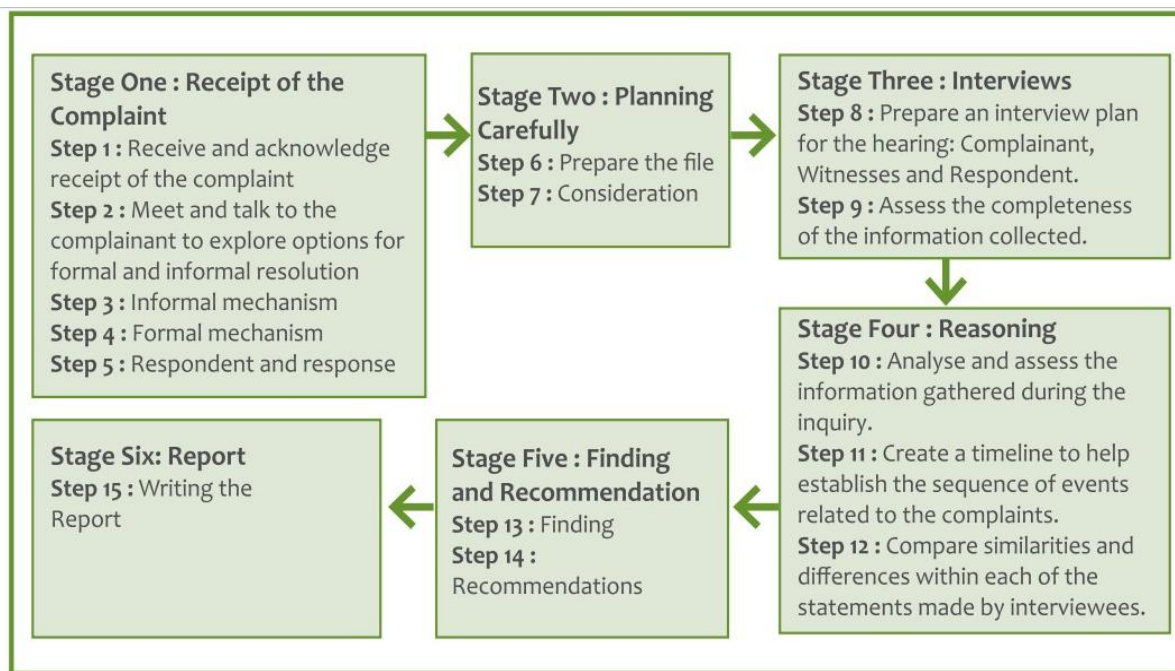 Stage One : Receipt of the
Complaint
Step 1 : Receive and acknowledge
receipt of the complaint
Step 2 : Meet and talk to the
complainant to explore options for
formal and informal resolution
Step 3 : Informal mechanism
Step 4 : Formal mechanism
Step 5 : Respondent and response
Stage Two : Planning
Carefully
Step 6 : Prepare the file
Step 7 : Consideration
Stage Three : Interviews
Step 8 : Prepare an interview plan
for the hearing: Complainant,
Witnesses and Respondent.
Step 9 : Assess the completeness
of the information collected.
Stage Four : Reasoning
Step 10 : Analyse and assess the
information gathered during the
inquiry.
Step 11 : Create a timeline to help
establish the sequence of events
related to the complaints.
Step 12 : Compare similarities and
differences within each of the
statements made by interviewees.
Stage Five : Finding
and Recommendation
Step 13 : Finding
Step 14 :
Recommendations
Stage Six: Report
Step 15 : Writing the
Report